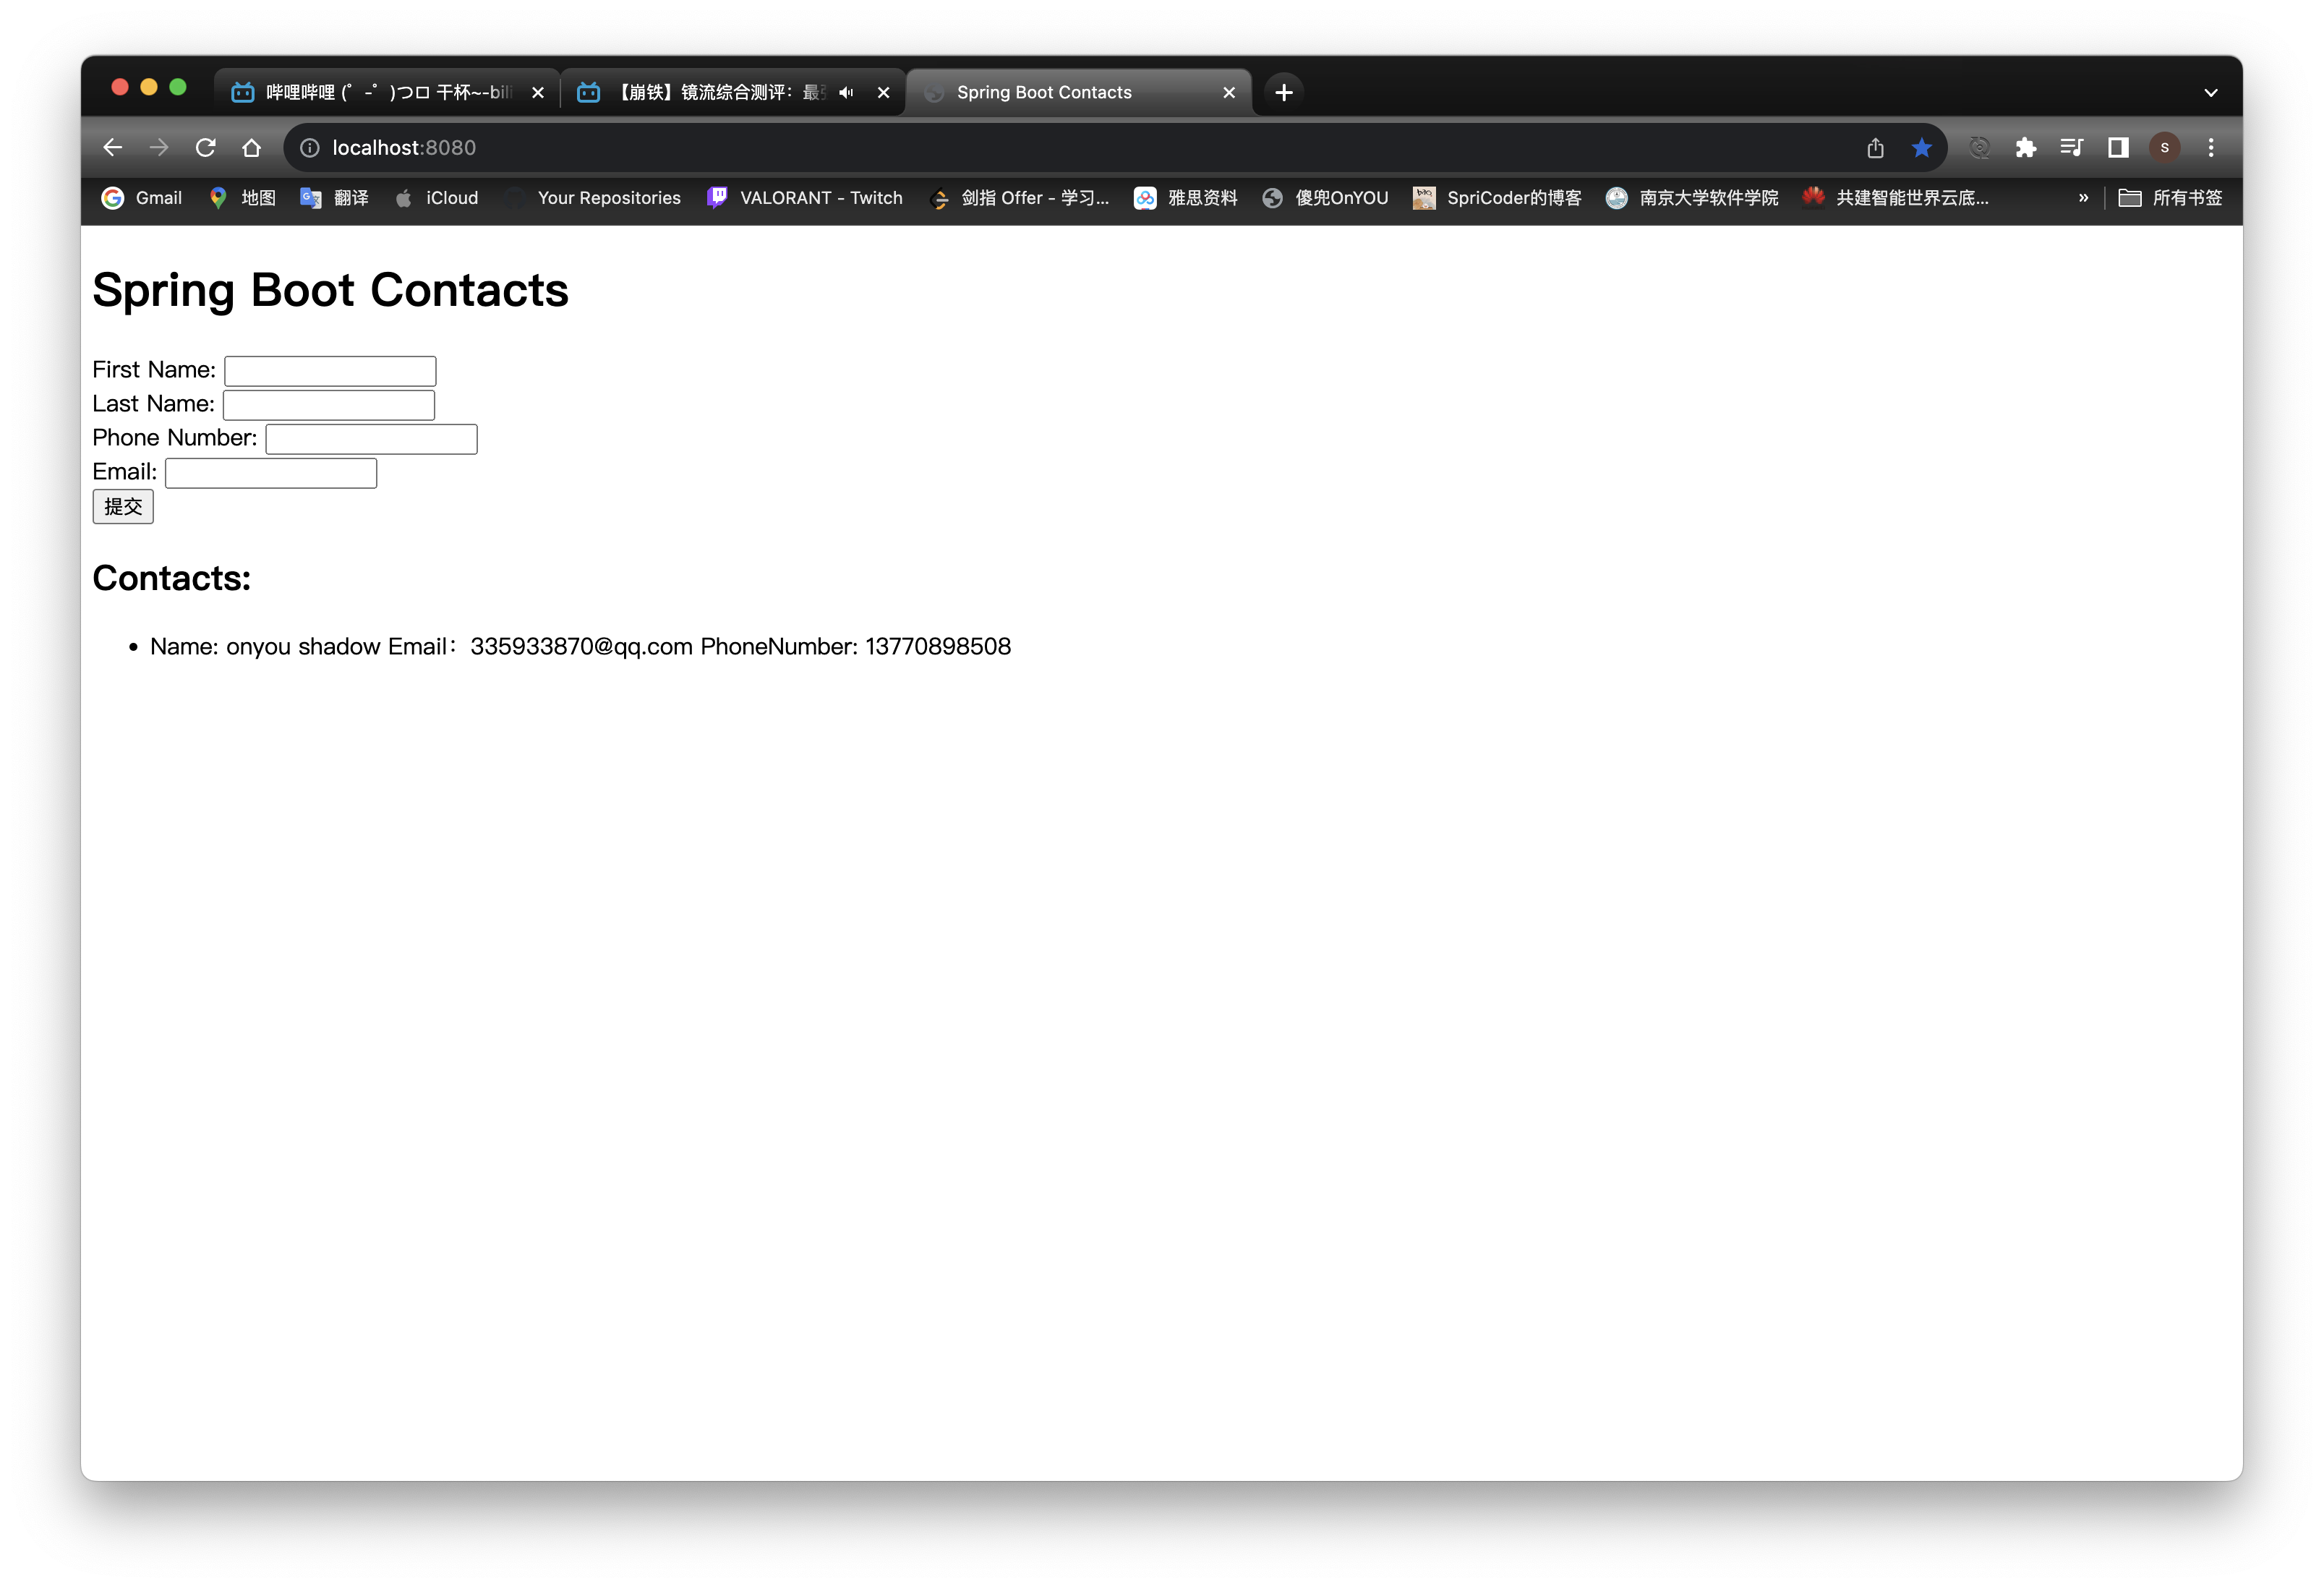 哔哩哔哩 (゜-゜)つロ 干杯~-bili
【崩铁】镜流综合测评：最
Spring Boot Contacts
localhost:8080
S
Gmail
地图
翻译
iCloud
Your Repositories
VALORANT - Twitch
剑指 Offer - 学习...
雅思资料
傻兜OnYOU
SpriCoder的博客
南京大学软件学院
共建智能世界云底...
»
所有书签
Spring Boot Contacts
First Name:
Last Name:
Phone Number:
Email:
提交
Contacts:
• Name: onyou shadow Email：335933870@qq.com PhoneNumber: 13770898508